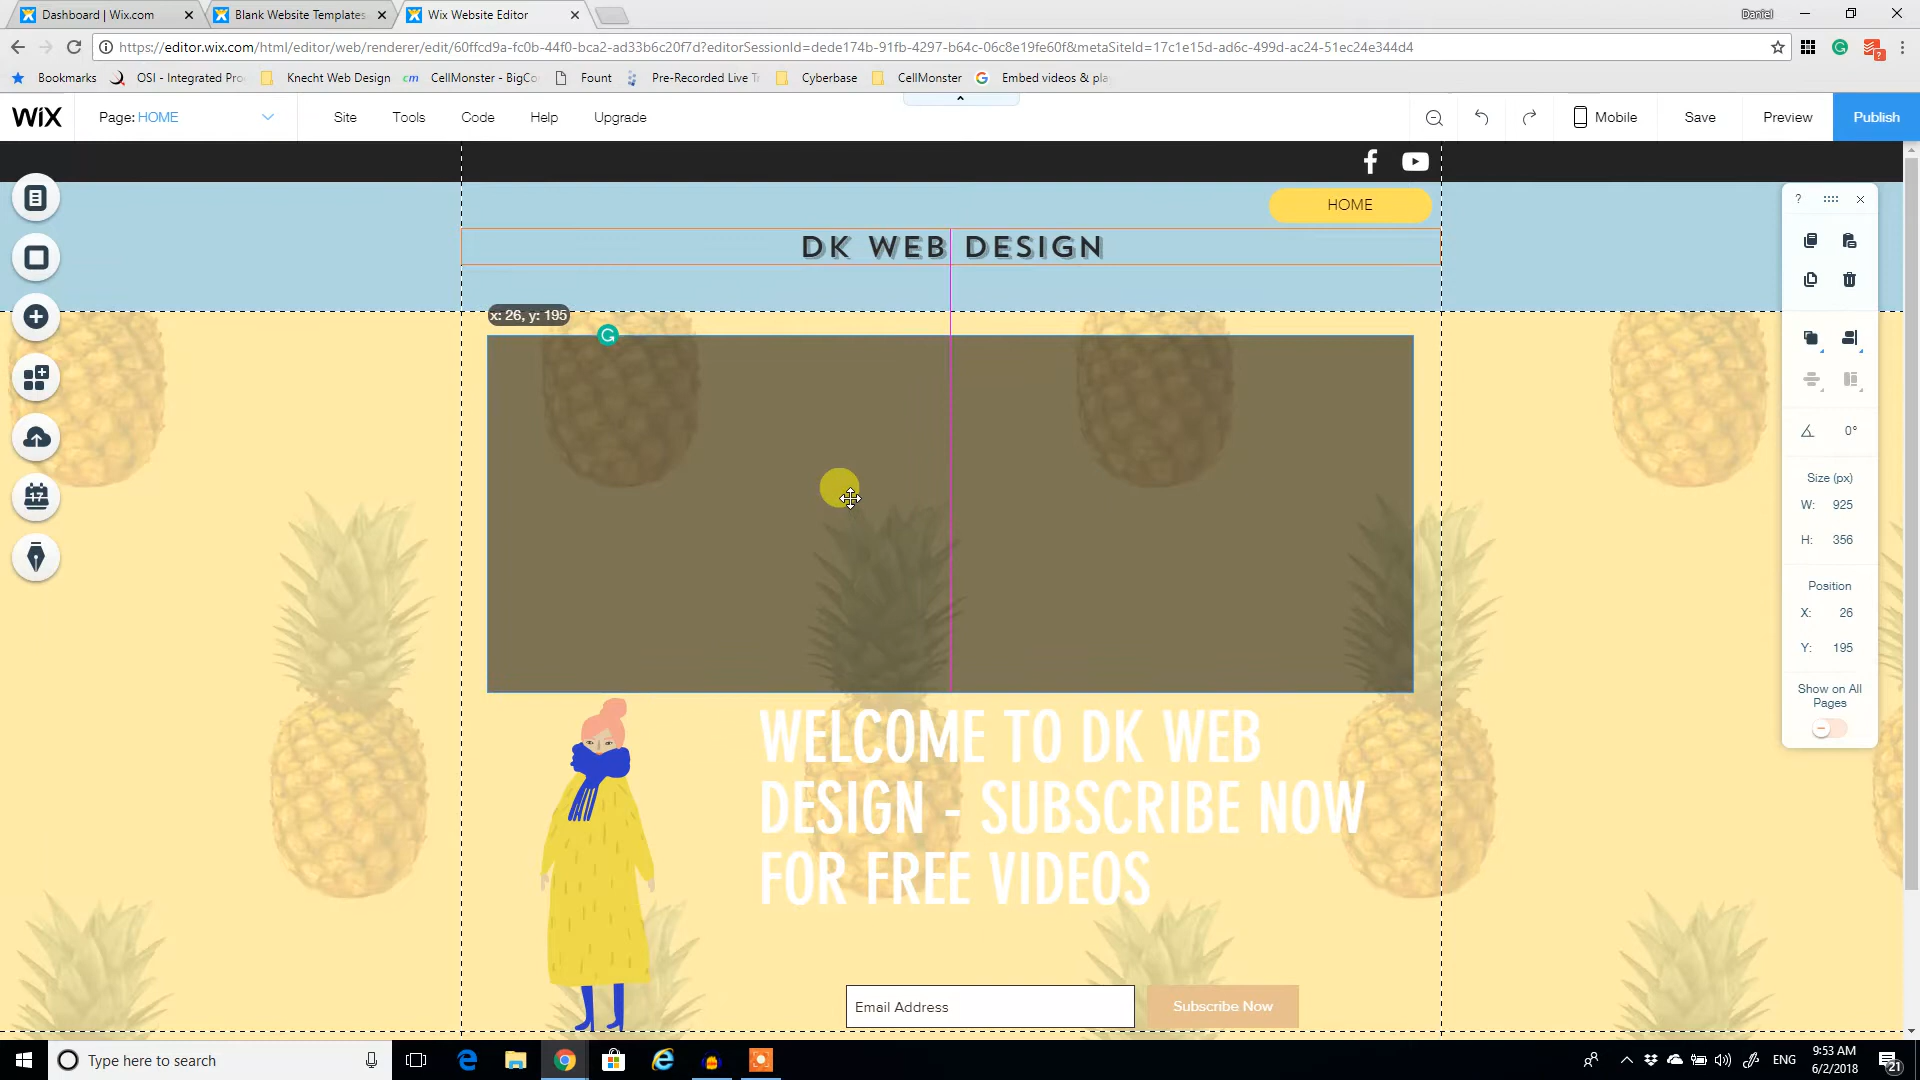 Dashboard | Wix.com
Blank Website Templates
Wix Website Editor
Daniel
https://editor.wix.com/html/editor/web/renderer/edit/60ffcd9a-fc0b-44f0-bca2-ad33b6c20f7d?editorSessionId=dede174b-91fb-4297-b64c-06c8e19fe60f&metaSiteId=17c1e15d-ad6c-499d-ac24-51ec24e344d4
Bookmarks
OSI - Integrated Pro
Knecht Web Design
cm
CellMonster - BigCo
Fount
Pre-Recorded Live T
Cyberbase
CellMonster
Embed videos & pla
WiX
Page: HOME
Site
Tools
Code
Help
Upgrade
Mobile
Save
Preview
Publish
HOME
DK WEB DESIGN
x: 26, y: 195
17
?
0°
Size (px)
W: 925
H: 356
Position
X: 26
Y: 195
Show on All
Pages
WELCOME TO DK WEB
DESIGN - SUBSCRIBE NOW
FOR FREE VIDEOS
Email Address
Subscribe Now
Type here to search
ENG
9:53 AM
6/2/2018
21